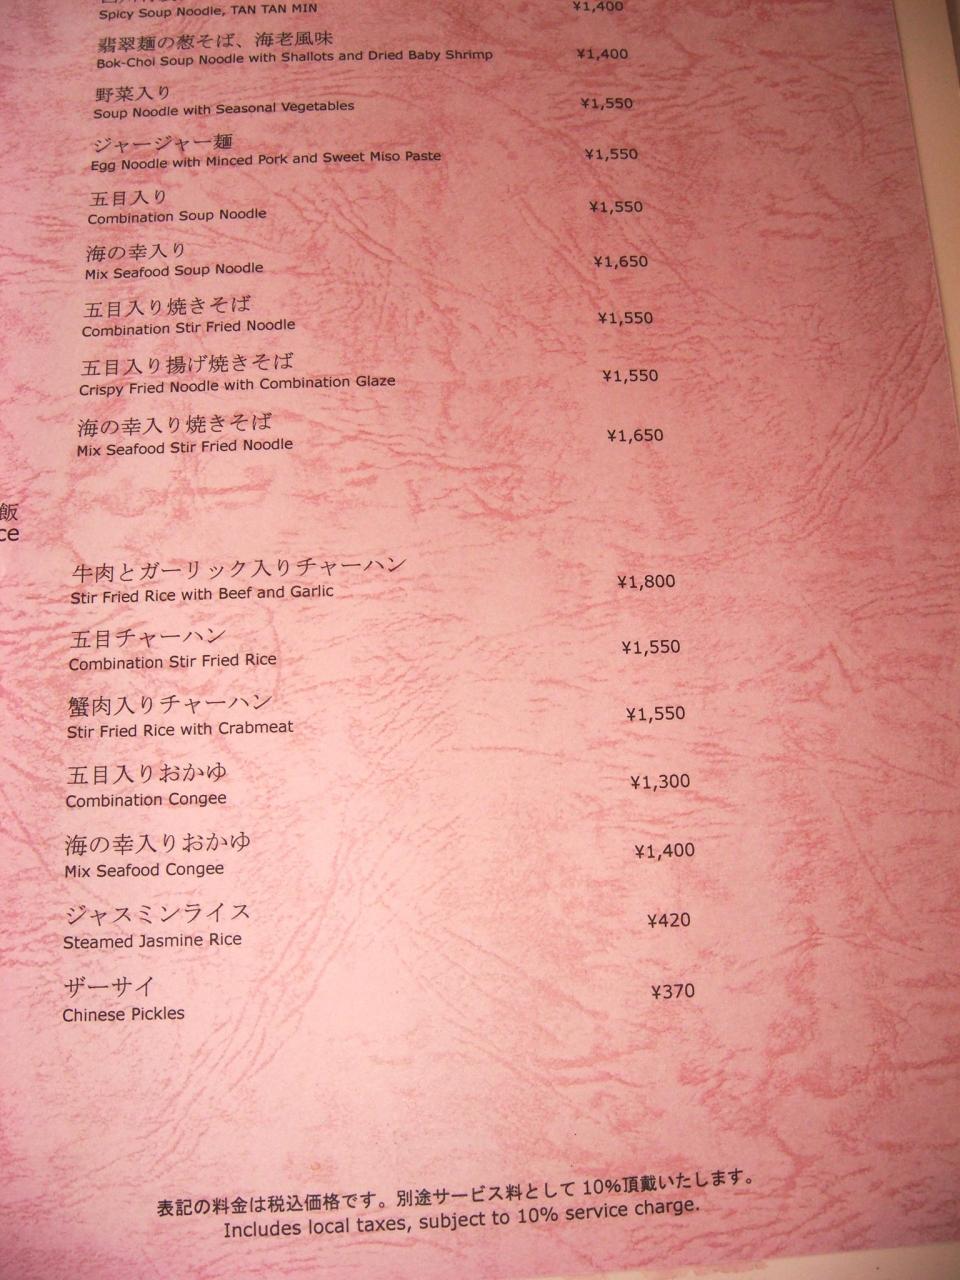 Spicy Soup Noodle, TAN TAN MIN ¥1,400
翡翠麺の葱そば、海老風味
Bok-Choi Soup Noodle with Shallots and Dried Baby Shrimp ¥1,400
野菜入り
Soup Noodle with Seasonal Vegetables ¥1,550
ジャージャー麺
Egg Noodle with Minced Pork and Sweet Miso Paste ¥1,550
五目入り
Combination Soup Noodle ¥1,550
海の幸入り
Mix Seafood Soup Noodle ¥1,650
五目入り焼きそば
Combination Stir Fried Noodle ¥1,550
五目入り揚げ焼きそば
Crispy Fried Noodle with Combination Glaze ¥1,550
海の幸入り焼きそば
Mix Seafood Stir Fried Noodle ¥1,650
飯
ce
牛肉とガーリック入りチャーハン
Stir Fried Rice with Beef and Garlic ¥1,800
五目チャーハン
Combination Stir Fried Rice ¥1,550
蟹肉入りチャーハン
Stir Fried Rice with Crabmeat ¥1,550
五目入りおかゆ
Combination Congee ¥1,300
海の幸入りおかゆ
Mix Seafood Congee ¥1,400
ジャスミンライス
Steamed Jasmine Rice ¥420
ザーサイ
Chinese Pickles ¥370
表記の料金は税込価格です。別途サービス料として 10%頂戴いたします。
Includes local taxes, subject to 10% service charge.